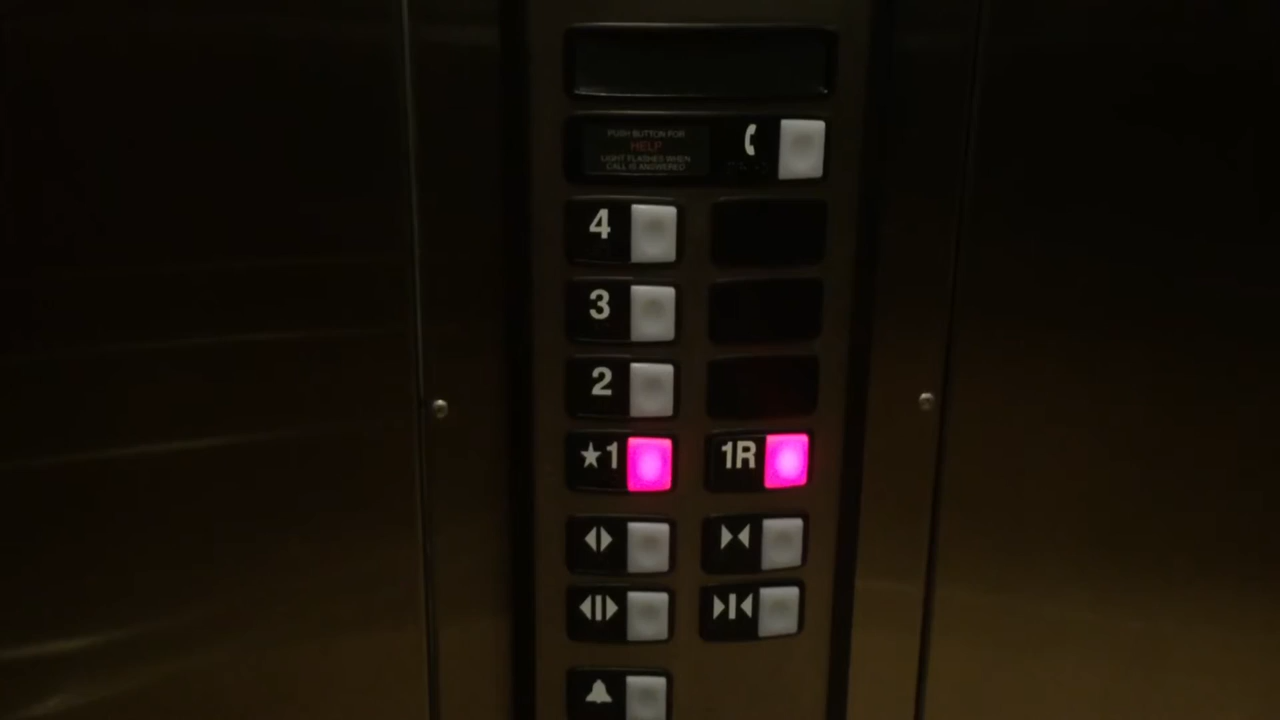 PUSH BUTTON FOR
HELP
LIGHT FLASHES WHEN
CALL IS ANSWERED
4
3
2
★1 1R